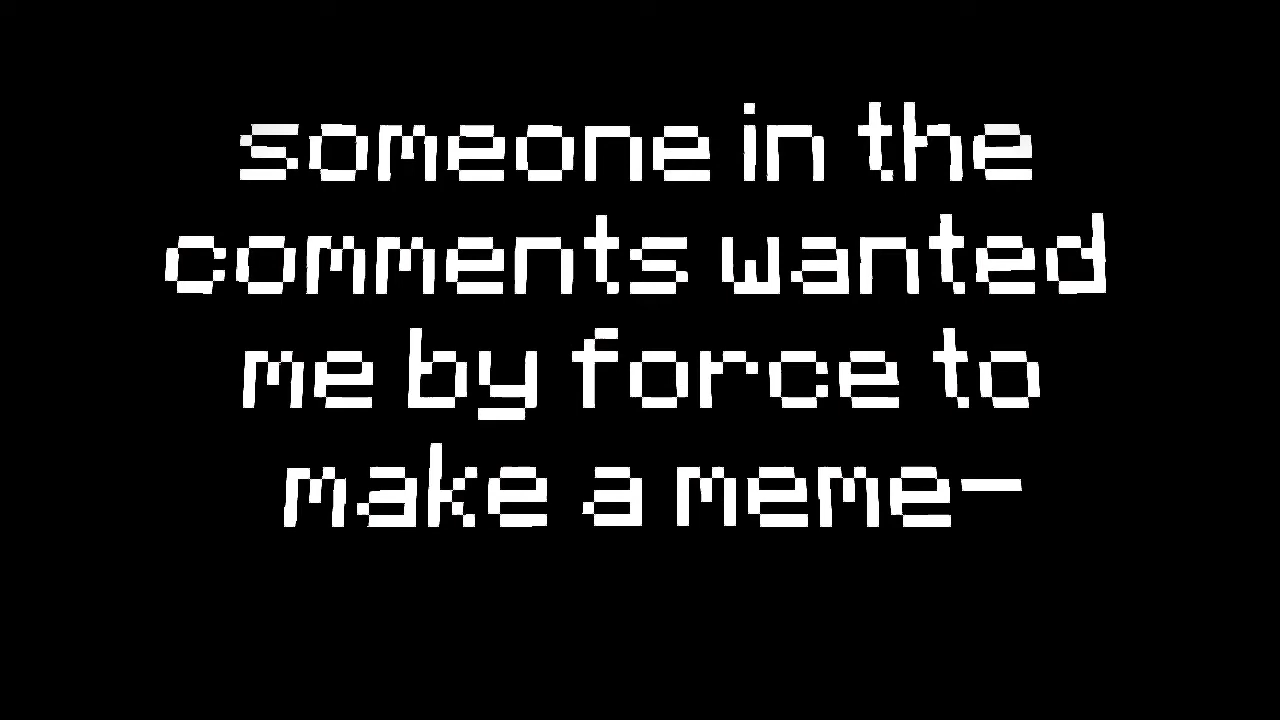 someone in the
comments wanted
me by force to
make a meme-